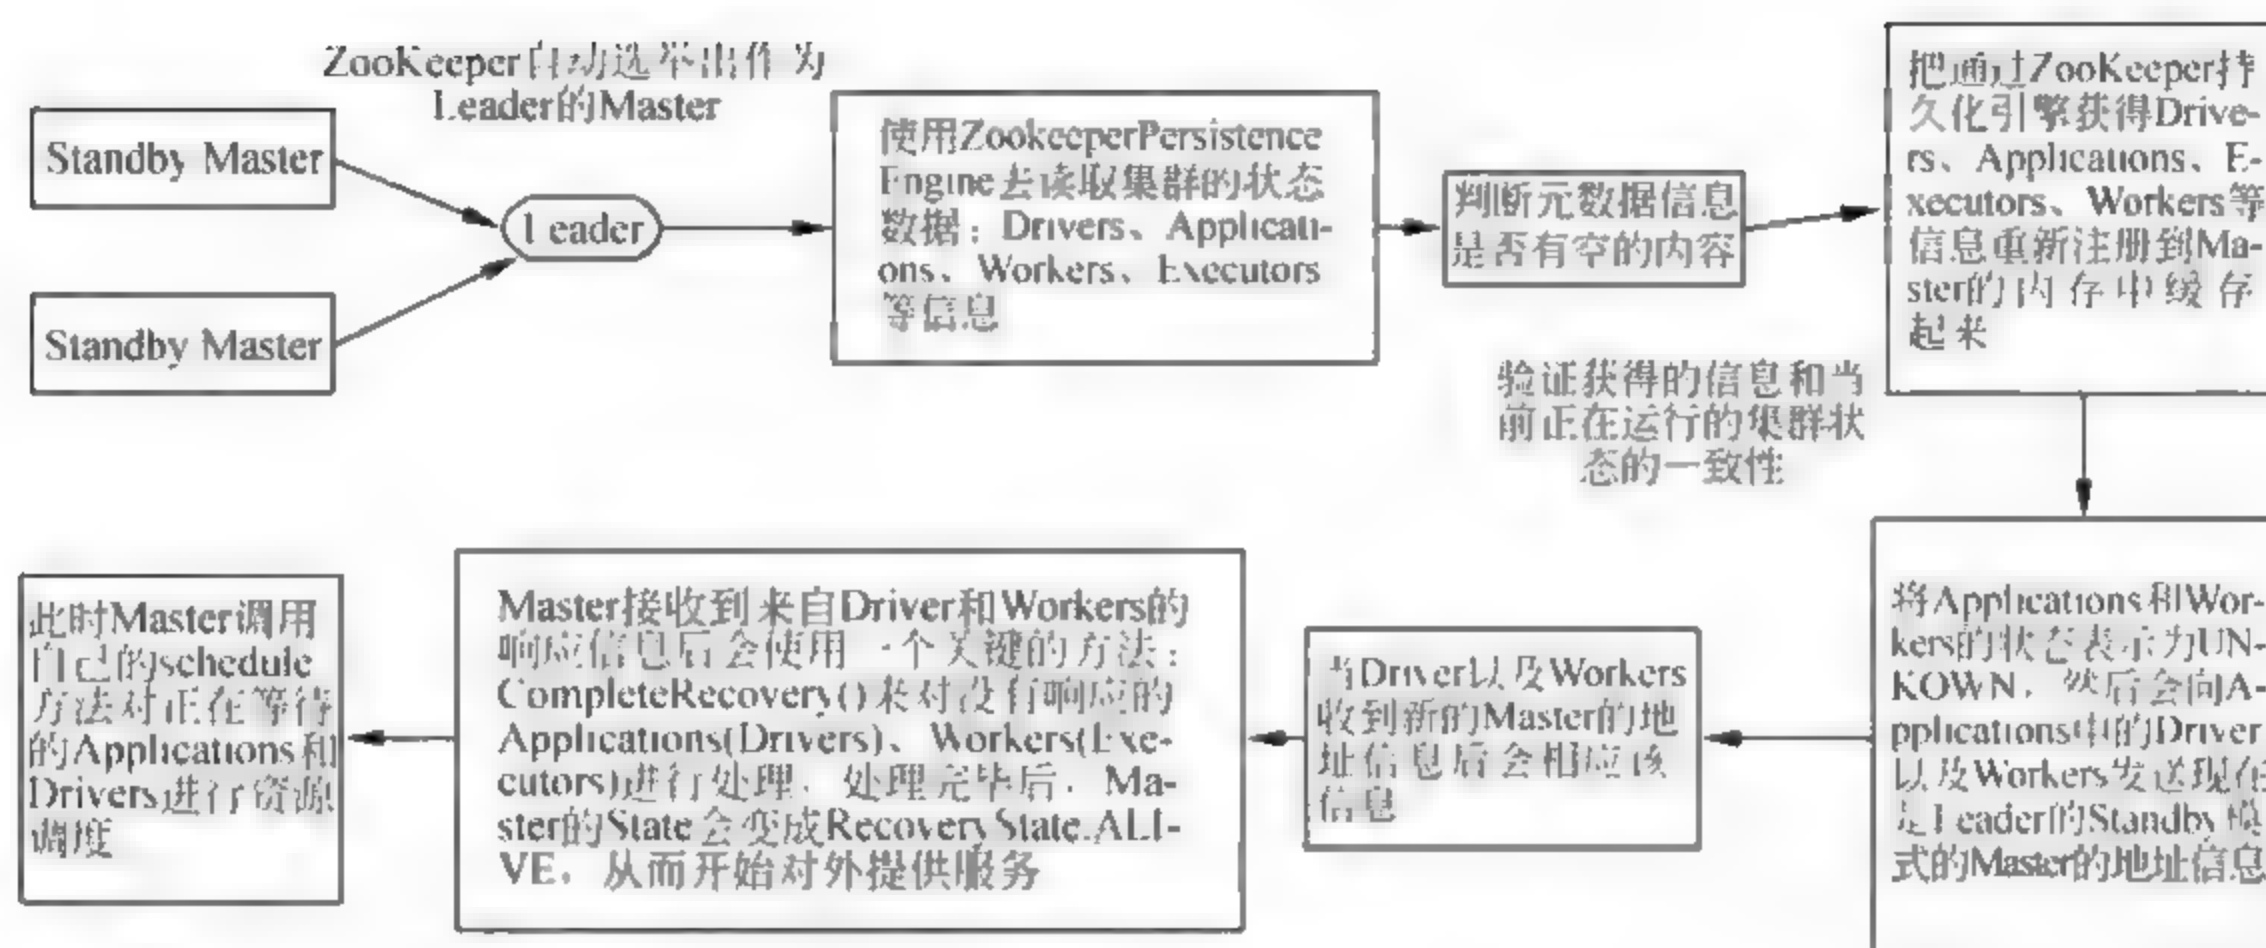 ZooKeeper自动选举出作为
Leader的Master
Standby Master
Standby Master
Leader
使用ZookeeperPersistence
Engine去读取集群的状态
数据：Drivers、Applicati-
ons、Workers、Executors
等信息
判断元数据信息
是否有空的内容
把通过ZooKeeper持
久化引擎获得Drive-
rs、Applications、E-
xecutors、Workers等
信息重新注册到Ma-
ster的内存中缓存
起来
验证获得的信息和当
前正在运行的集群状
态的一致性
将Applications和Wor-
kers的状态表示为UN-
KOWN，然后会向A-
pplications中的Driver
以及Workers发送现在
是Leader的Standby模
式的Master的地址信息
当Driver以及Workers
收到新的Master的地
址信息后会相应该
信息
Master接收到来自Driver和Workers的
响应信息后会使用一个关键的方法：
CompleteRecovery()来对没有响应的
Applications(Drivers)、Workers(Exe-
cutors)进行处理，处理完毕后，Ma-
ster的State会变成RecoveryState.ALI-
VE，从而开始对外提供服务
此时Master调用
自己的schedule
方法对正在等待
的Applications和
Drivers进行资源
调度